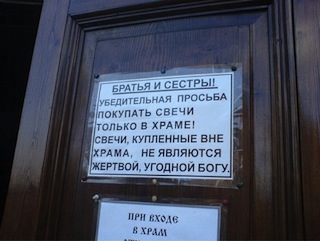 БРАТЬЯ И СЕСТРЫ!
УБЕДИТЕЛЬНАЯ ПРОСЬБА
ПОКУПАТЬ СВЕЧИ
ТОЛЬКО В ХРАМЕ!
СВЕЧИ, КУПЛЕННЫЕ ВНЕ
ХРАМА, НЕ ЯВЛЯЮТСЯ
ЖЕРТВОЙ, УГОДНОЙ БОГУ.
ПРИ ВХОДЕ
В ХРАМ